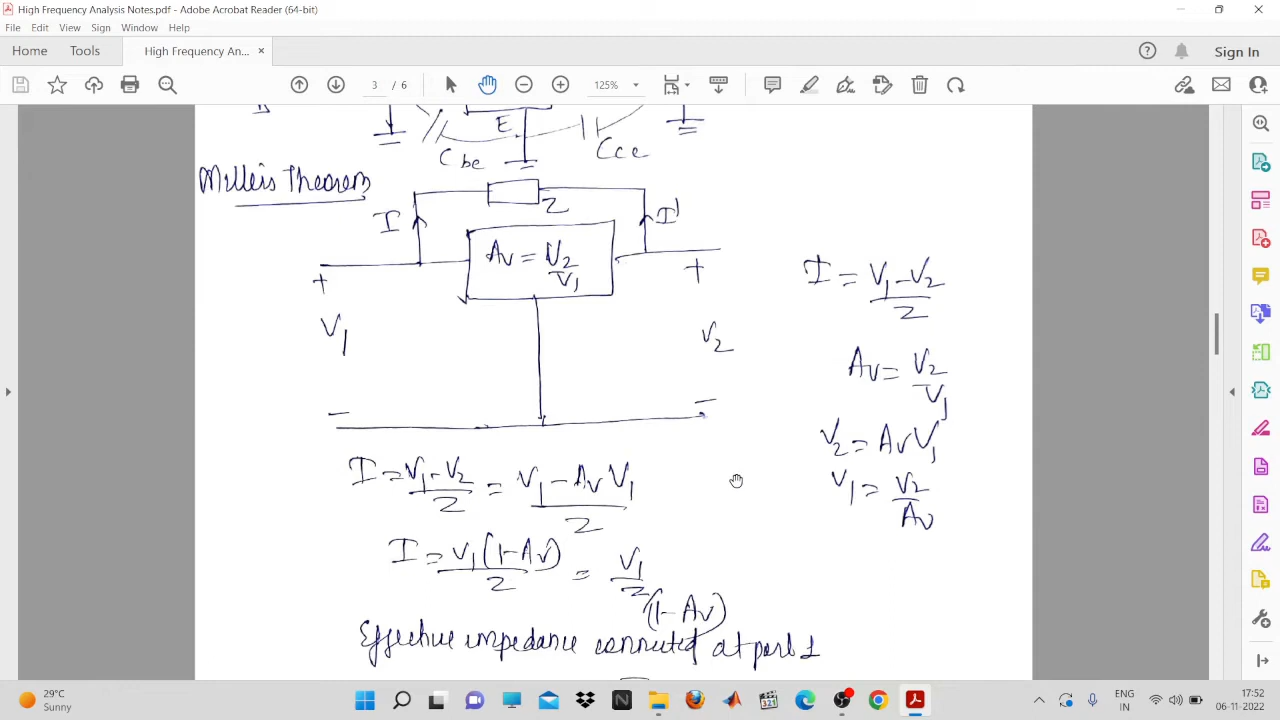 High Frequency Analysis Notes.pdf - Adobe Acrobat Reader (64-bit)
File Edit View Sign Window Help
Home Tools High Frequency An... × Sign In
3 / 6 125%
E
Cbe Cce
Miller's Theorem
Z
I I'
Av = V2/V1
+ +
V1 V2
- -
I = V1-V2/Z
Av = V2/V1
V2 = AvV1
V1 = V2/Av
I = V1-V2/Z = V1-AvV1/Z
I = V1(1-Av)/Z = V1/Z/(1-Av)
Effective impedance connected at port 1
29°C
Sunny
ENG
IN
17:52
06-11-2022